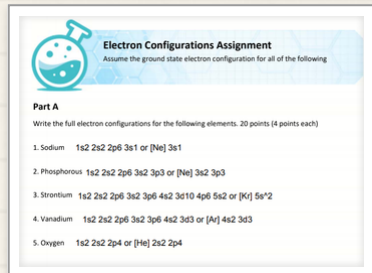 Electron Configurations Assignment
Assume the ground state electron configuration for all of the following
Part A
Write the full electron configurations for the following elements. 20 points (4 points each)
1. Sodium 1s2 2s2 2p6 3s1 or [Ne] 3s1
2. Phosphorous 1s2 2s2 2p6 3s2 3p3 or [Ne] 3s2 3p3
3. Strontium 1s2 2s2 2p6 3s2 3p6 4s2 3d10 4p6 5s2 or [Kr] 5s^2
4. Vanadium 1s2 2s2 2p6 3s2 3p6 4s2 3d3 or [Ar] 4s2 3d3
5. Oxygen 1s2 2s2 2p4 or [He] 2s2 2p4